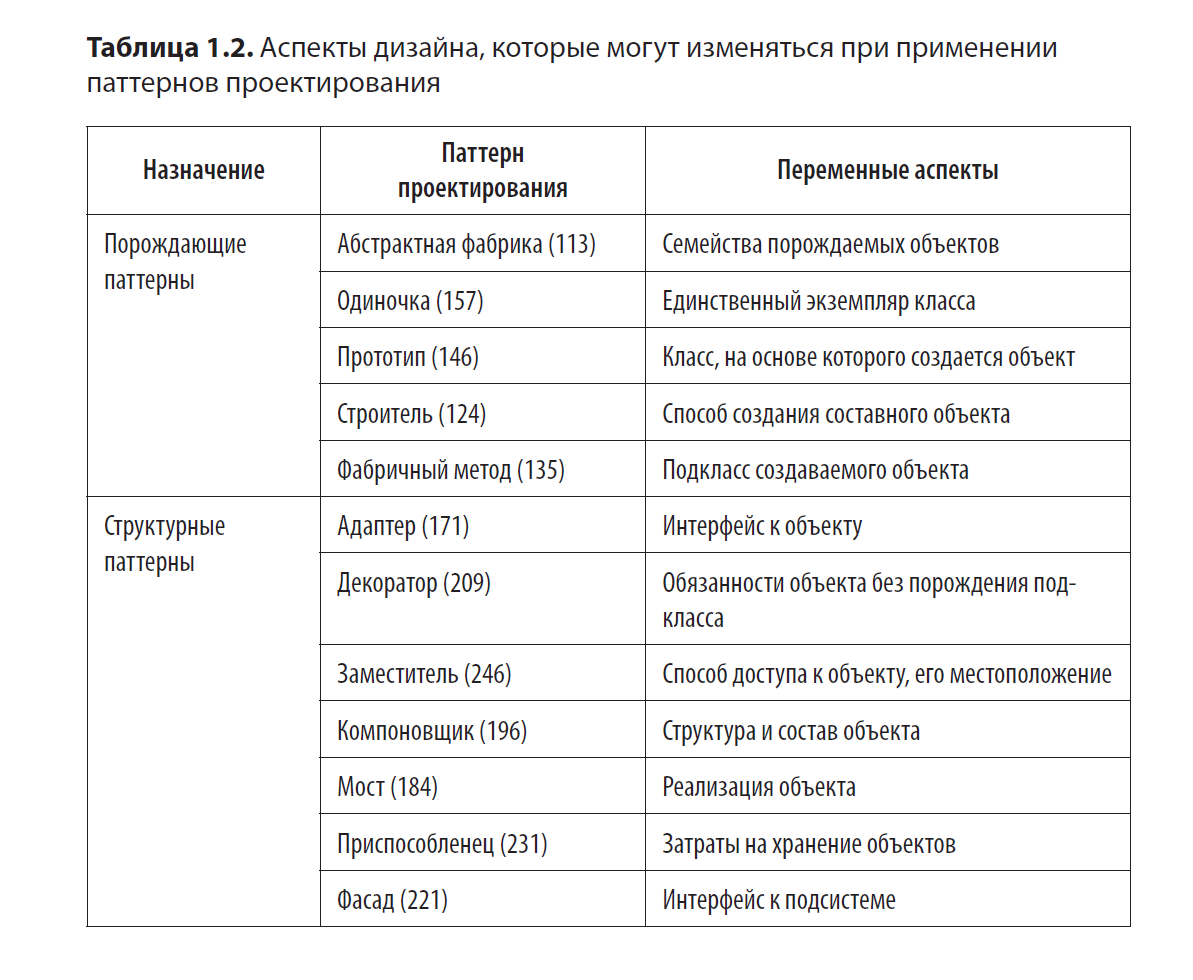 Таблица 1.2. Аспекты дизайна, которые могут изменяться при применении
паттернов проектирования
Назначение
Паттерн
проектирования
Переменные аспекты
Порождающие
паттерны
Абстрактная фабрика (113)
Семейства порождаемых объектов
Одиночка (157)
Единственный экземпляр класса
Прототип (146)
Класс, на основе которого создается объект
Строитель (124)
Способ создания составного объекта
Фабричный метод (135)
Подкласс создаваемого объекта
Структурные
паттерны
Адаптер (171)
Интерфейс к объекту
Декоратор (209)
Обязанности объекта без порождения под-
класса
Заместитель (246)
Способ доступа к объекту, его местоположение
Компоновщик (196)
Структура и состав объекта
Мост (184)
Реализация объекта
Приспособленец (231)
Затраты на хранение объектов
Фасад (221)
Интерфейс к подсистеме